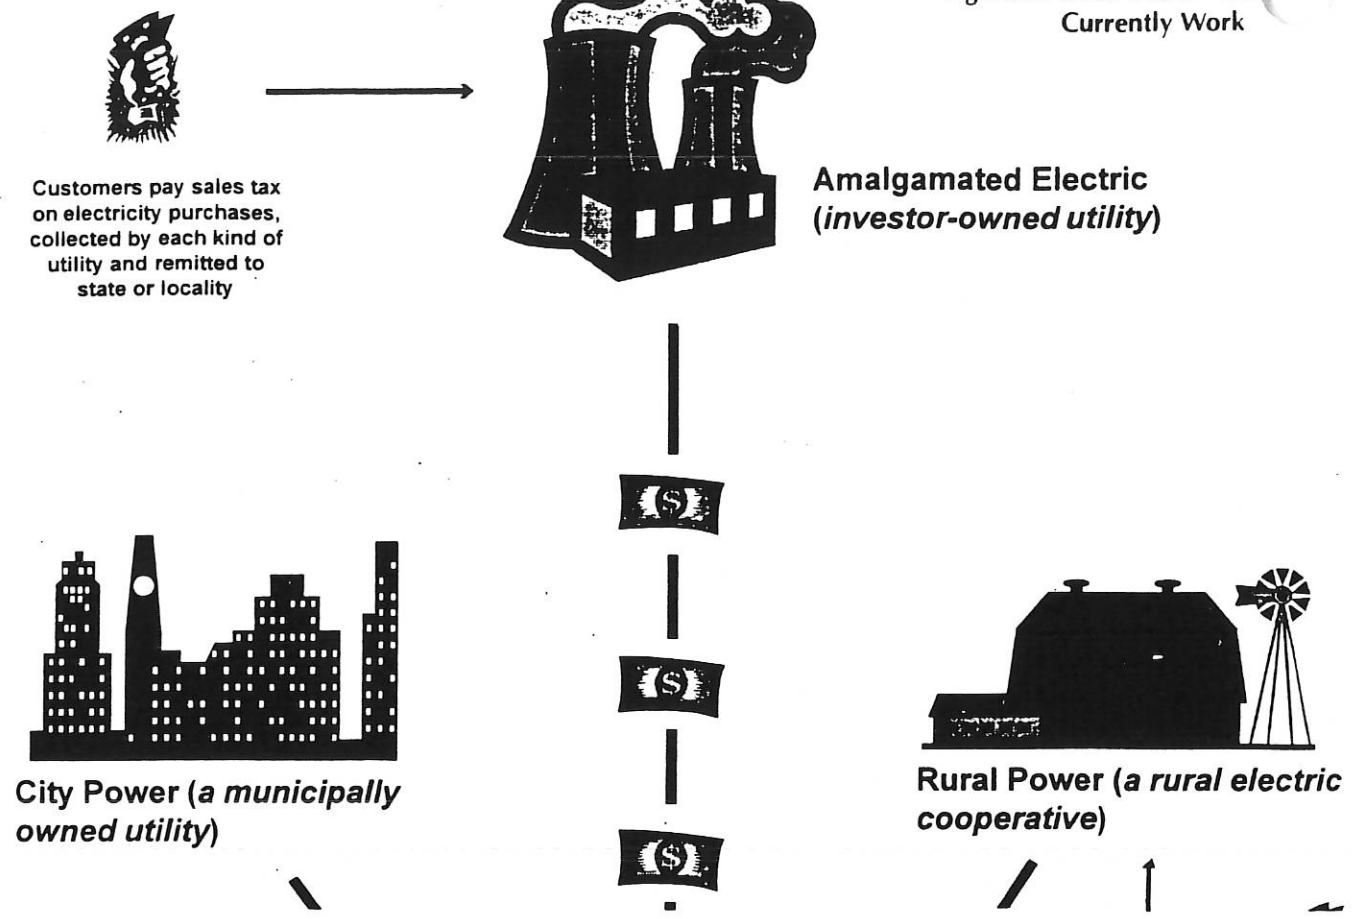 Currently Work
Customers pay sales tax
on electricity purchases,
collected by each kind of
utility and remitted to
state or locality
Amalgamated Electric
(investor-owned utility)
$
$
$
City Power (a municipally
owned utility)
Rural Power (a rural electric
cooperative)